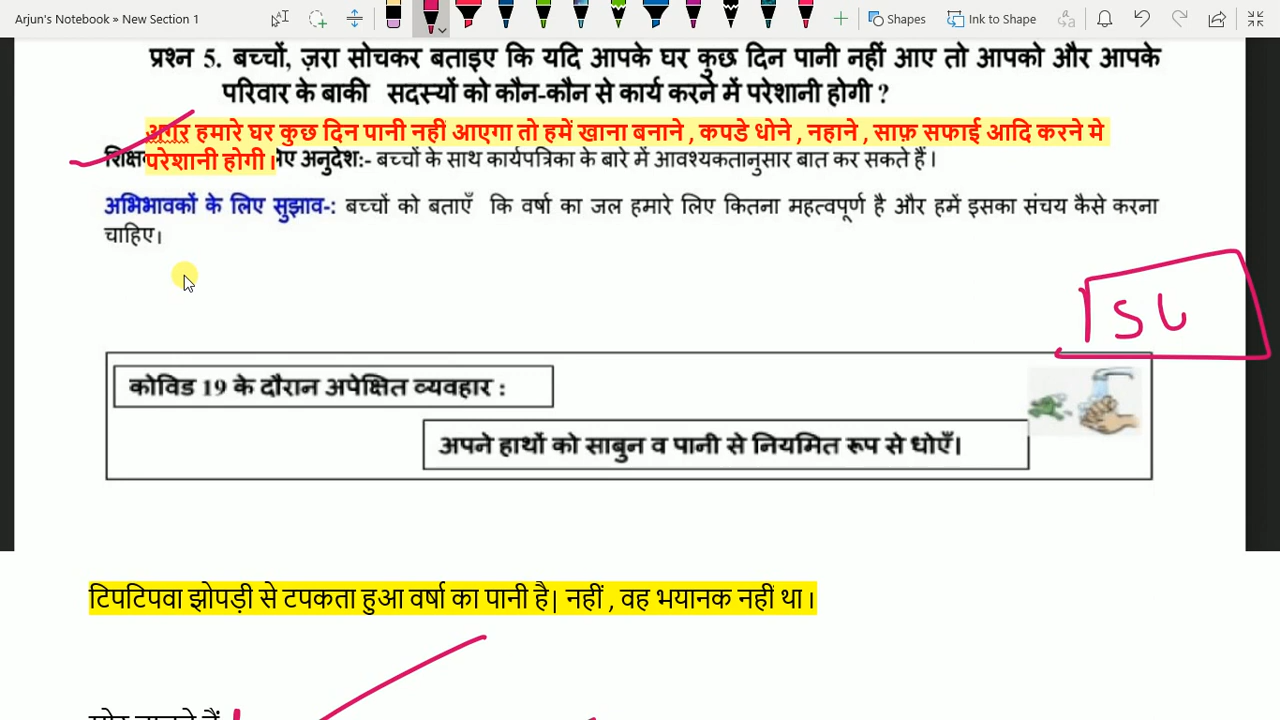 Arjun's Notebook » New Section 1
Shapes
Ink to Shape
प्रश्न 5. बच्चों, ज़रा सोचकर बताइए कि यदि आपके घर कुछ दिन पानी नहीं आए तो आपको और आपके
परिवार के बाकी सदस्यों को कौन-कौन से कार्य करने में परेशानी होगी ?
अगर हमारे घर कुछ दिन पानी नहीं आएगा तो हमें खाना बनाने , कपडे धोने , नहाने , साफ़ सफाई आदि करने मे
परेशानी होगी ।
अनुदेश:- बच्चों के साथ कार्यपत्रिका के बारे में आवश्यकतानुसार बात कर सकते हैं ।
अभिभावकों के लिए सुझाव-: बच्चों को बताएँ कि वर्षा का जल हमारे लिए कितना महत्वपूर्ण है और हमें इसका संचय कैसे करना
चाहिए।
कोविड 19 के दौरान अपेक्षित व्यवहार :
अपने हाथों को साबुन व पानी से नियमित रूप से धोएँ।
टिपटिपवा झोपड़ी से टपकता हुआ वर्षा का पानी है| नहीं , वह भयानक नहीं था ।